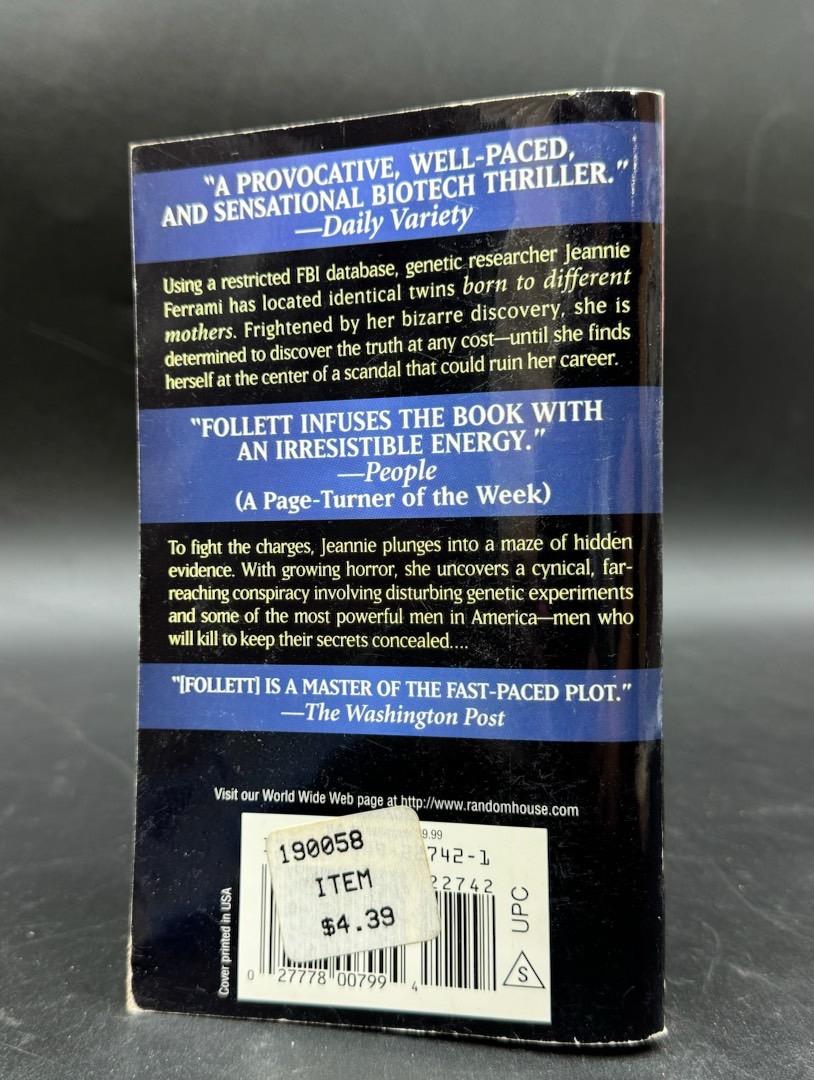 "A PROVOCATIVE, WELL-PACED,
AND SENSATIONAL BIOTECH THRILLER."
—Daily Variety
Using a restricted FBI database, genetic researcher Jeannie
Ferrami has located identical twins born to different
mothers. Frightened by her bizarre discovery, she is
determined to discover the truth at any cost—until she finds
herself at the center of a scandal that could ruin her career.
"FOLLETT INFUSES THE BOOK WITH
AN IRRESISTIBLE ENERGY."
—People
(A Page-Turner of the Week)
To fight the charges, Jeannie plunges into a maze of hidden
evidence. With growing horror, she uncovers a cynical, far-
reaching conspiracy involving disturbing genetic experiments
and some of the most powerful men in America—men who
will kill to keep their secrets concealed....
"[FOLLETT] IS A MASTER OF THE FAST-PACED PLOT."
—The Washington Post
Visit our World Wide Web page at http://www.randomhouse.com
9.99
742-1
22742
190058
ITEM
$4.39
0 27778 00799 4
UPC
S
Cover printed in USA